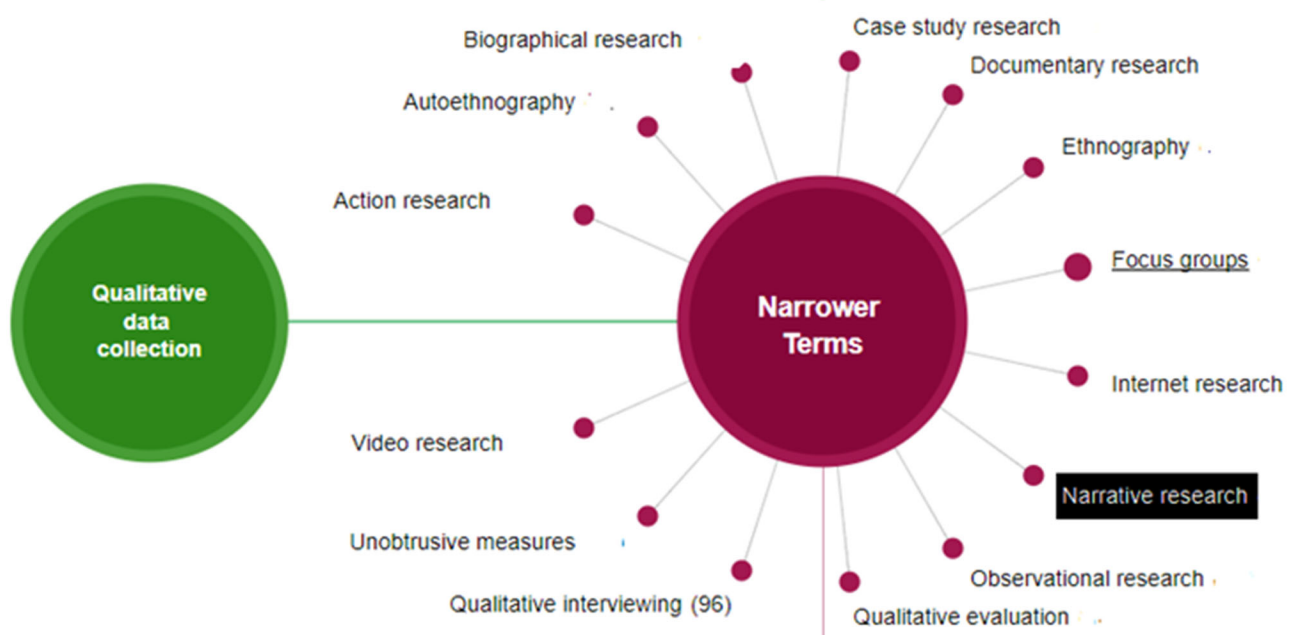 Case study research
Biographical research
Documentary research
Autoethnography
Ethnography
Action research
Focus groups
Qualitative
data
collection
Narrower
Terms
Internet research
Video research
Narrative research
Unobtrusive measures
Observational research
Qualitative interviewing (96)
Qualitative evaluation